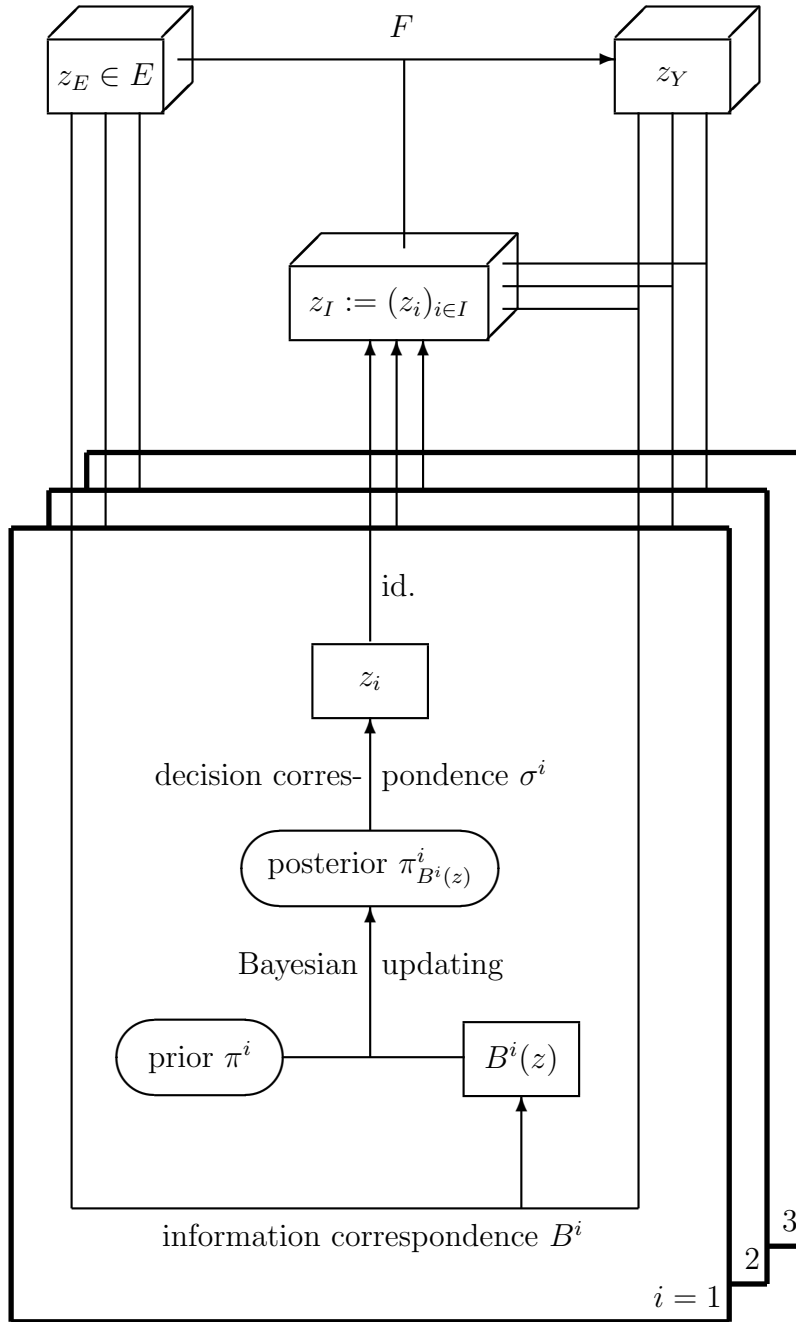 F
z_E ∈ E
z_Y
z_I := (z_i)_{i∈I}
id.
z_i
decision corres- pondence σ^i
posterior π^i_{B^i(z)}
Bayesian updating
prior π^i
B^i(z)
information correspondence B^i
3
2
i = 1